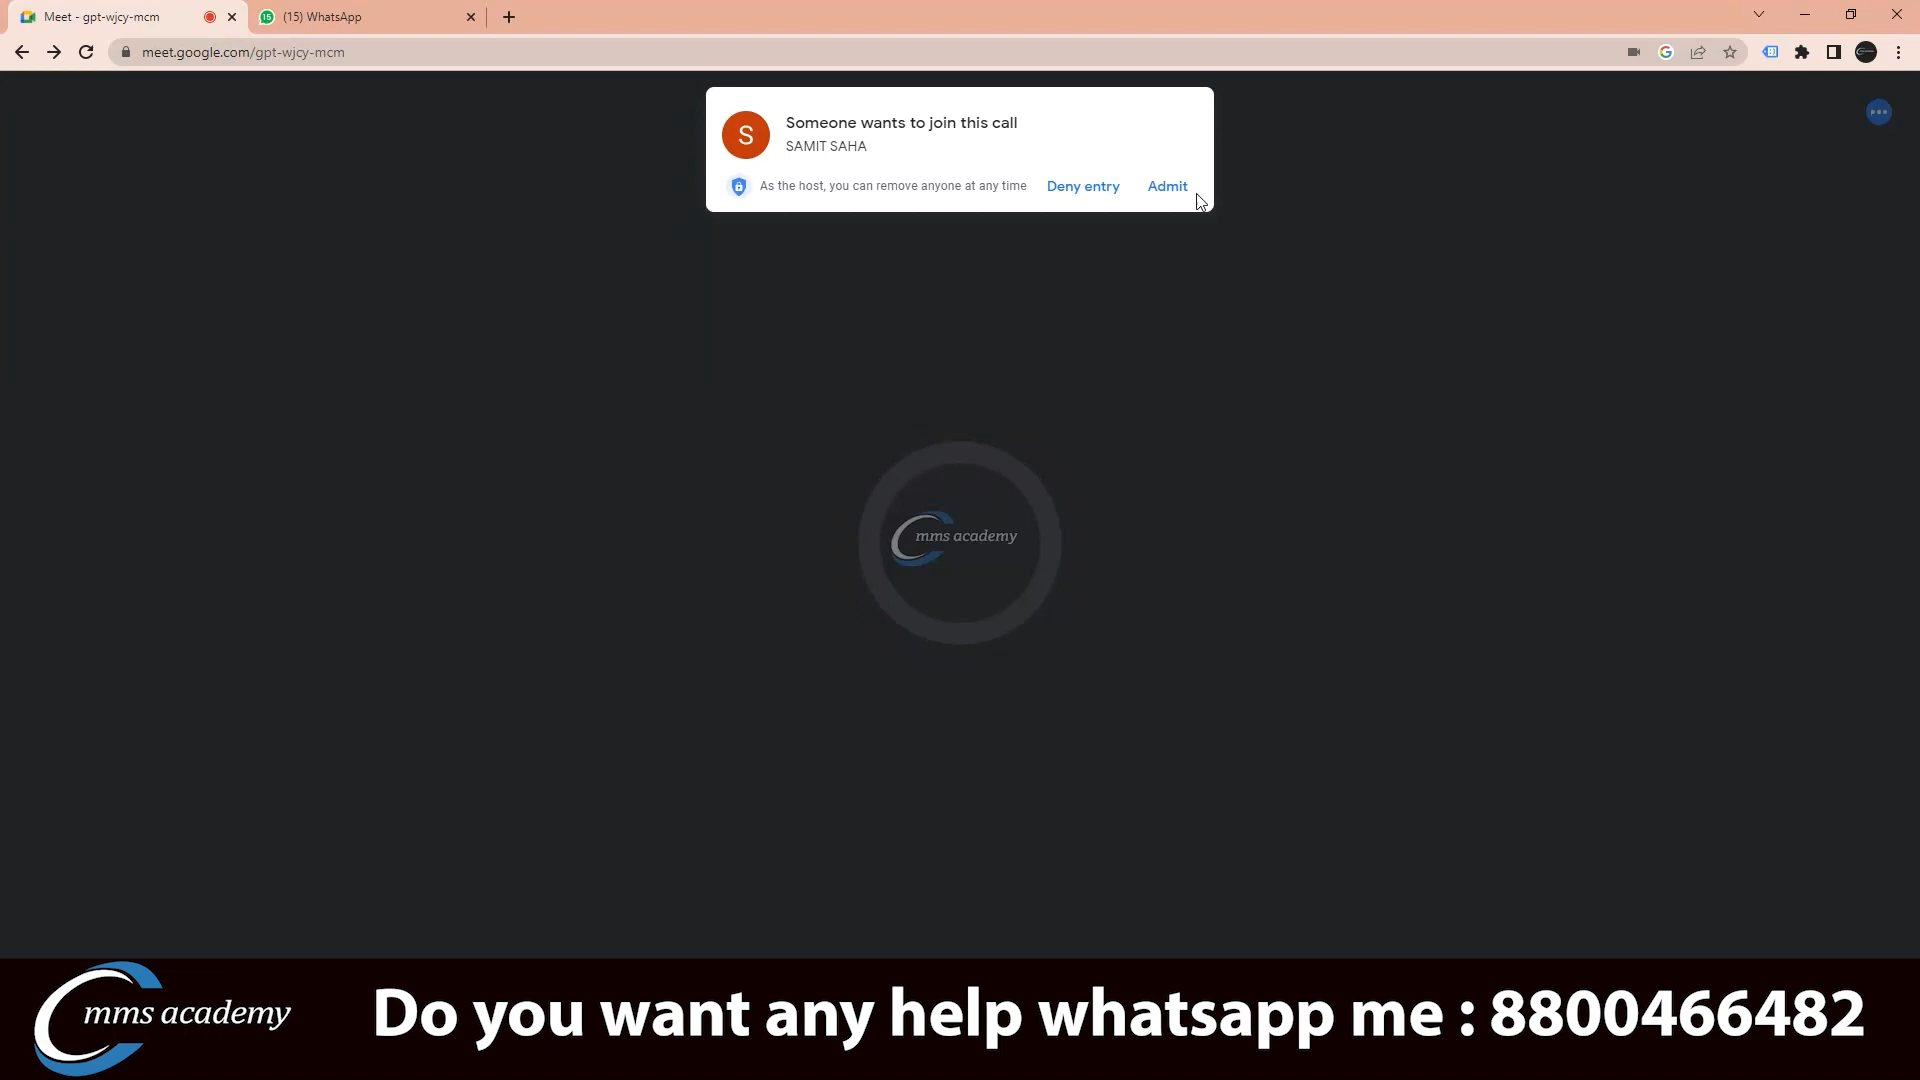 Meet - gpt-wjcy-mcm
15
(15) WhatsApp
meet.google.com/gpt-wjcy-mcm
S
Someone wants to join this call
SAMIT SAHA
As the host, you can remove anyone at any time
Deny entry
Admit
mms academy
mms academy
Do you want any help whatsapp me : 8800466482